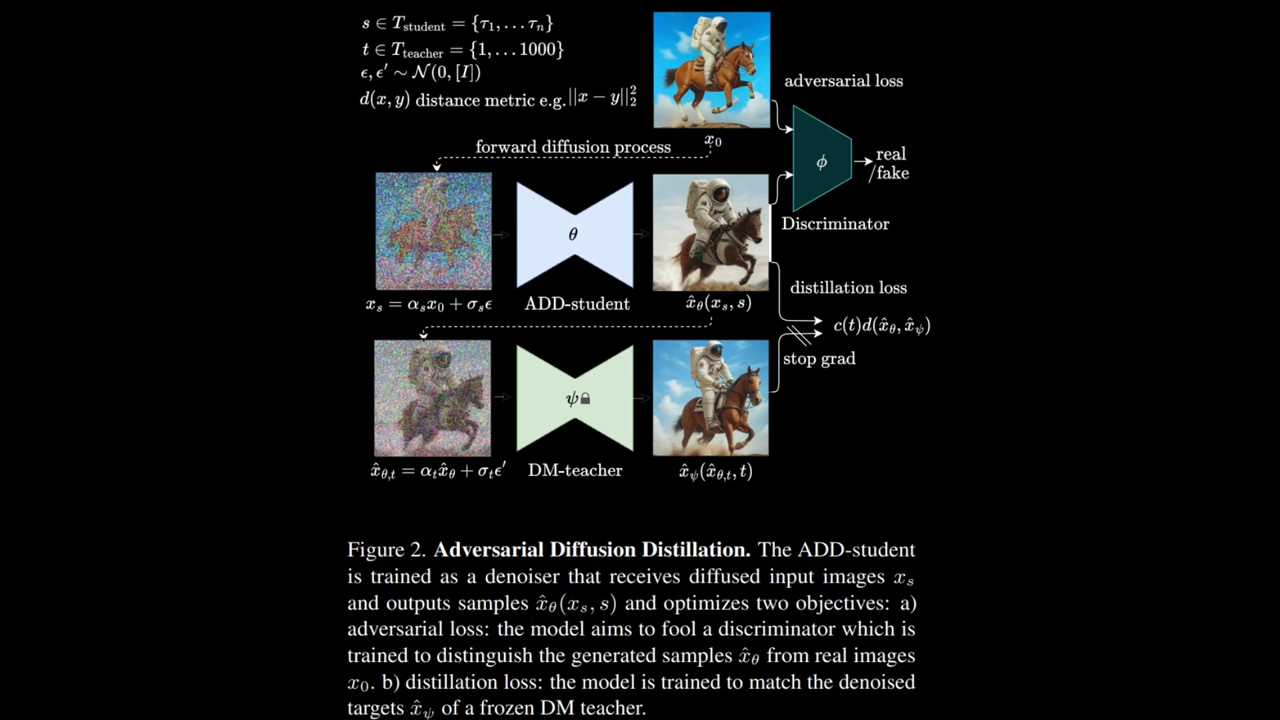 s ∈ T_student = {τ_1, ... τ_n}
t ∈ T_teacher = {1, ... 1000}
ϵ, ϵ′ ∼ 𝒩(0, [I])
d(x, y) distance metric e.g. ||x − y||_2^2
adversarial loss
x_0
forward diffusion process
ϕ
real
/fake
Discriminator
θ
x_s = α_s x_0 + σ_s ϵ
ADD-student
x̂_θ(x_s, s)
distillation loss
c(t)d(x̂_θ, x̂_ψ)
stop grad
ψ
x̂_θ,t = α_t x̂_θ + σ_t ϵ′
DM-teacher
x̂_ψ(x̂_θ,t, t)
Figure 2. Adversarial Diffusion Distillation. The ADD-student
is trained as a denoiser that receives diffused input images x_s
and outputs samples x̂_θ(x_s, s) and optimizes two objectives: a)
adversarial loss: the model aims to fool a discriminator which is
trained to distinguish the generated samples x̂_θ from real images
x_0. b) distillation loss: the model is trained to match the denoised
targets x̂_ψ of a frozen DM teacher.